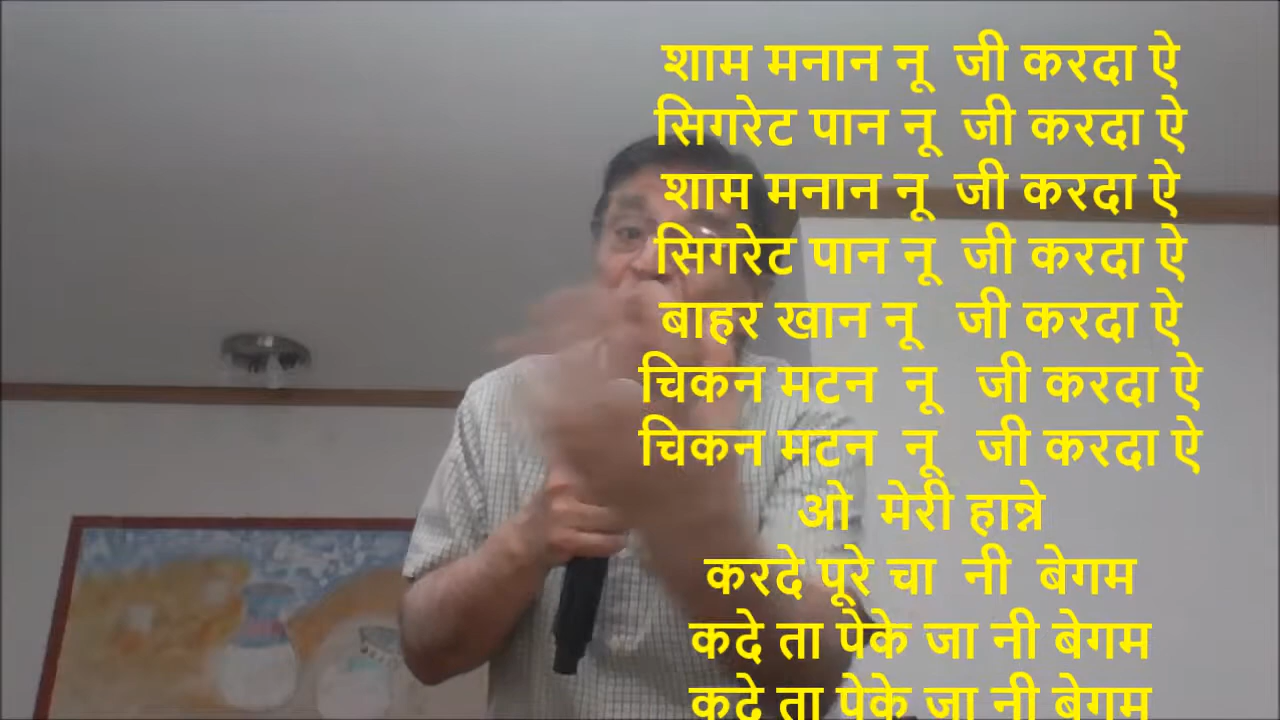 शाम मनान नू जी करदा ऐ
सिगरेट पान नू जी करदा ऐ
शाम मनान नू जी करदा ऐ
सिगरेट पान नू जी करदा ऐ
बाहर खान नू जी करदा ऐ
चिकन मटन नू जी करदा ऐ
चिकन मटन नू जी करदा ऐ
ओ मेरी हान्ने
करदे पूरे चा नी बेगम
कदे ता पेके जा नी बेगम
कदे ता पेके जा नी बेगम